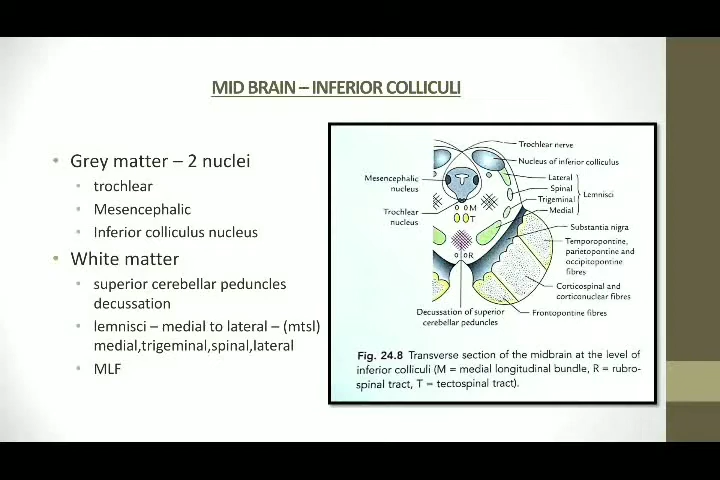 MID BRAIN – INFERIOR COLLICULI
Grey matter – 2 nuclei
trochlear
Mesencephalic
Inferior colliculus nucleus
White matter
superior cerebellar peduncles
decussation
lemnisci – medial to lateral – (mtsl)
medial,trigeminal,spinal,lateral
MLF
Trochlear nerve
Nucleus of inferior colliculus
Mesencephalic
nucleus
Lateral
Spinal
Trigeminal
Medial
Lemnisci
Trochlear
nucleus
M
T
R
Substantia nigra
Temporopontine,
parietopontine and
occipitopontine
fibres
Corticospinal and
corticonuclear fibres
Frontopontine fibres
Decussation of superior
cerebellar peduncles
Fig. 24.8 Transverse section of the midbrain at the level of
inferior colliculi (M = medial longitudinal bundle, R = rubro-
spinal tract, T = tectospinal tract).